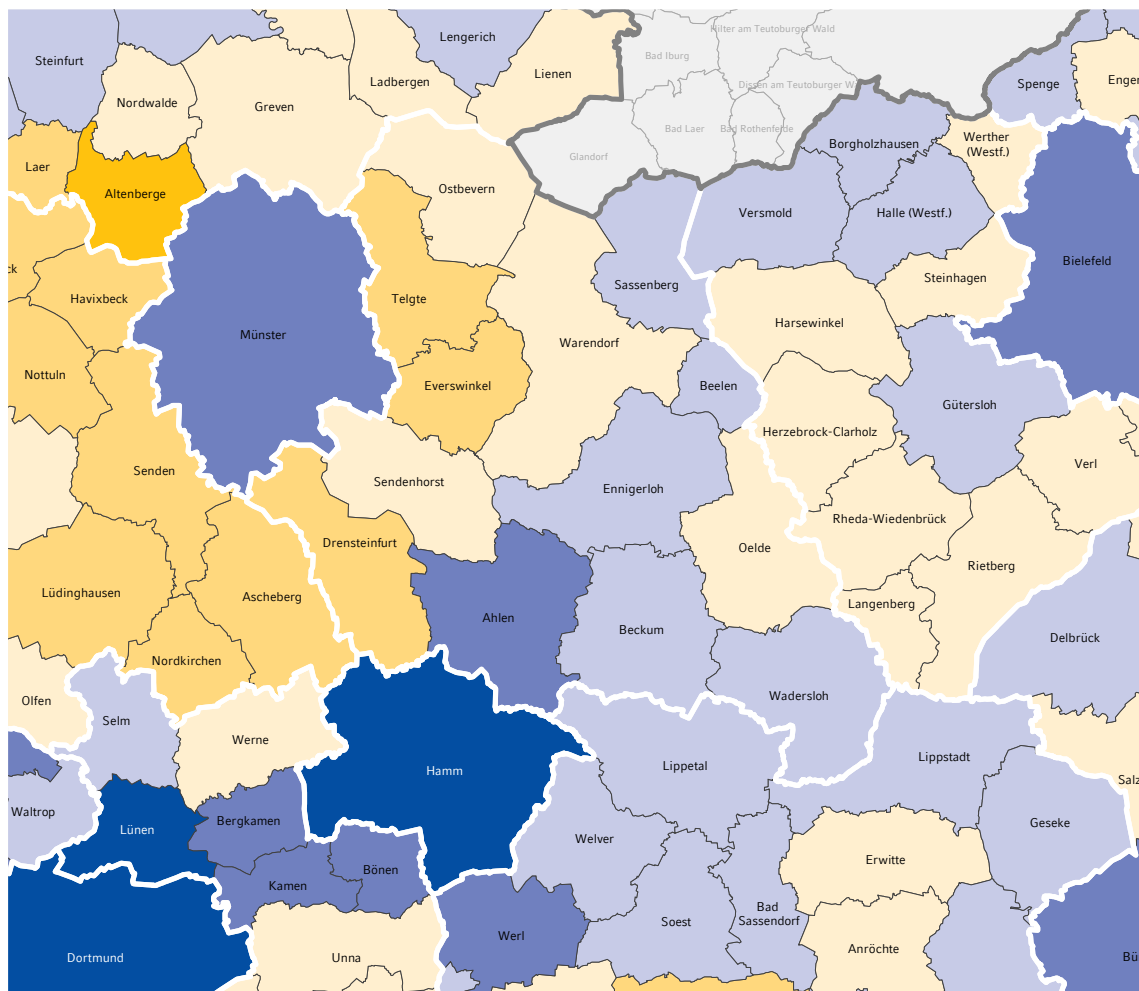 Hilter am Teutoburger Wald
Lengerich
Bad Iburg
Steinfurt
Lienen
Ladbergen
Enger
Spenge
Dissen am Teutoburger W
Nordwalde
Greven
Bad Laer
Bad Rothenfelde
Werther
(Westf.)
Borgholzhausen
Glandorf
Laer
Altenberge
Ostbevern
Versmold
Halle (Westf.)
Bielefeld
ck
Steinhagen
Sassenberg
Havixbeck
Telgte
Harsewinkel
Münster
Warendorf
Nottuln
Everswinkel
Beelen
Gütersloh
Herzebrock-Clarholz
Verl
Senden
Sendenhorst
Ennigerloh
Rheda-Wiedenbrück
Drensteinfurt
Oelde
Rietberg
Lüdinghausen
Ascheberg
Langenberg
Ahlen
Beckum
Delbrück
Nordkirchen
Wadersloh
Olfen
Selm
Werne
Lippstadt
Lippetal
Hamm
Salz
Waltrop
Bergkamen
Geseke
Lünen
Welver
Erwitte
Bönen
Kamen
Bad
Sassendorf
Soest
Werl
Anröchte
Dortmund
Unna
Bü